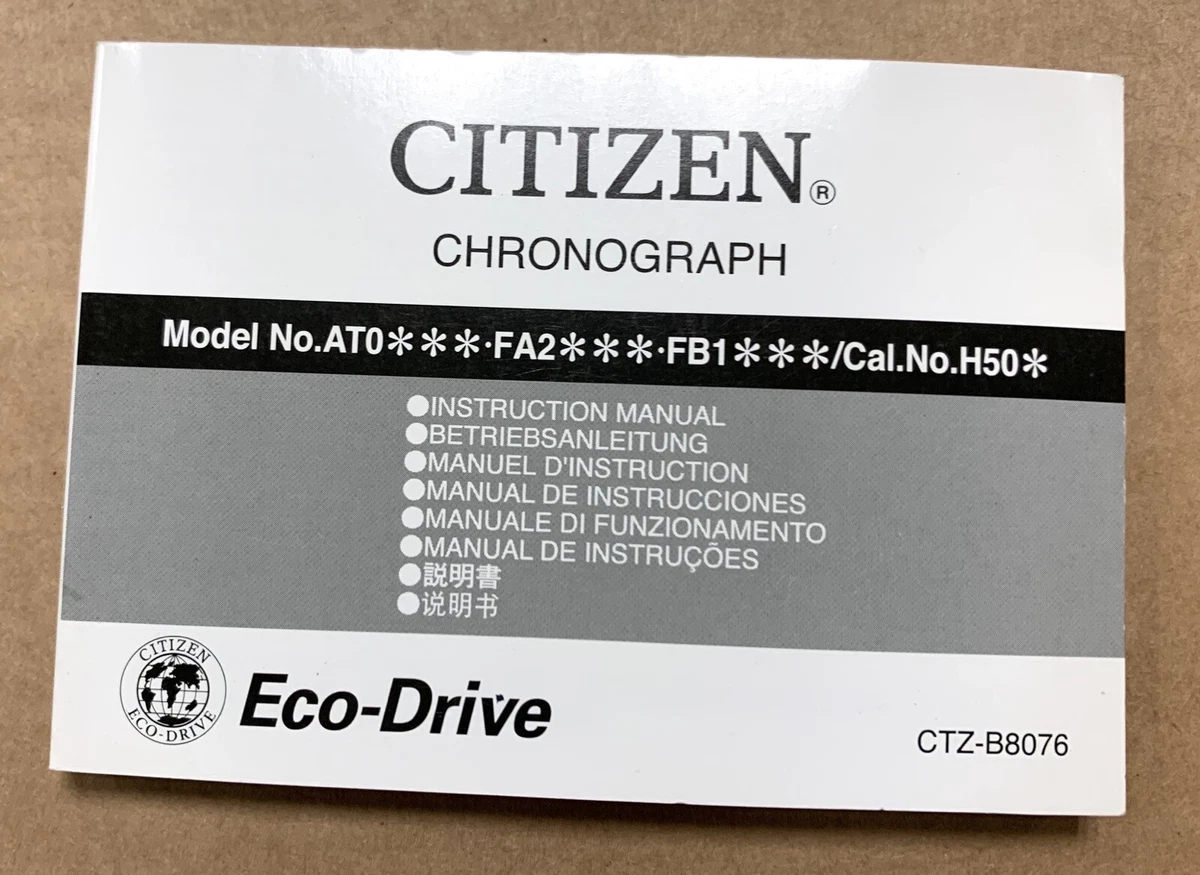 CITIZEN®
CHRONOGRAPH
Model No.AT0＊＊＊·FA2＊＊＊·FB1＊＊＊/Cal.No.H50＊
●INSTRUCTION MANUAL
●BETRIEBSANLEITUNG
●MANUEL D'INSTRUCTION
●MANUAL DE INSTRUCCIONES
●MANUALE DI FUNZIONAMENTO
●MANUAL DE INSTRUÇÕES
●説明書
●说明书
CITIZEN
ECO-DRIVE
Eco-Drive
CTZ-B8076